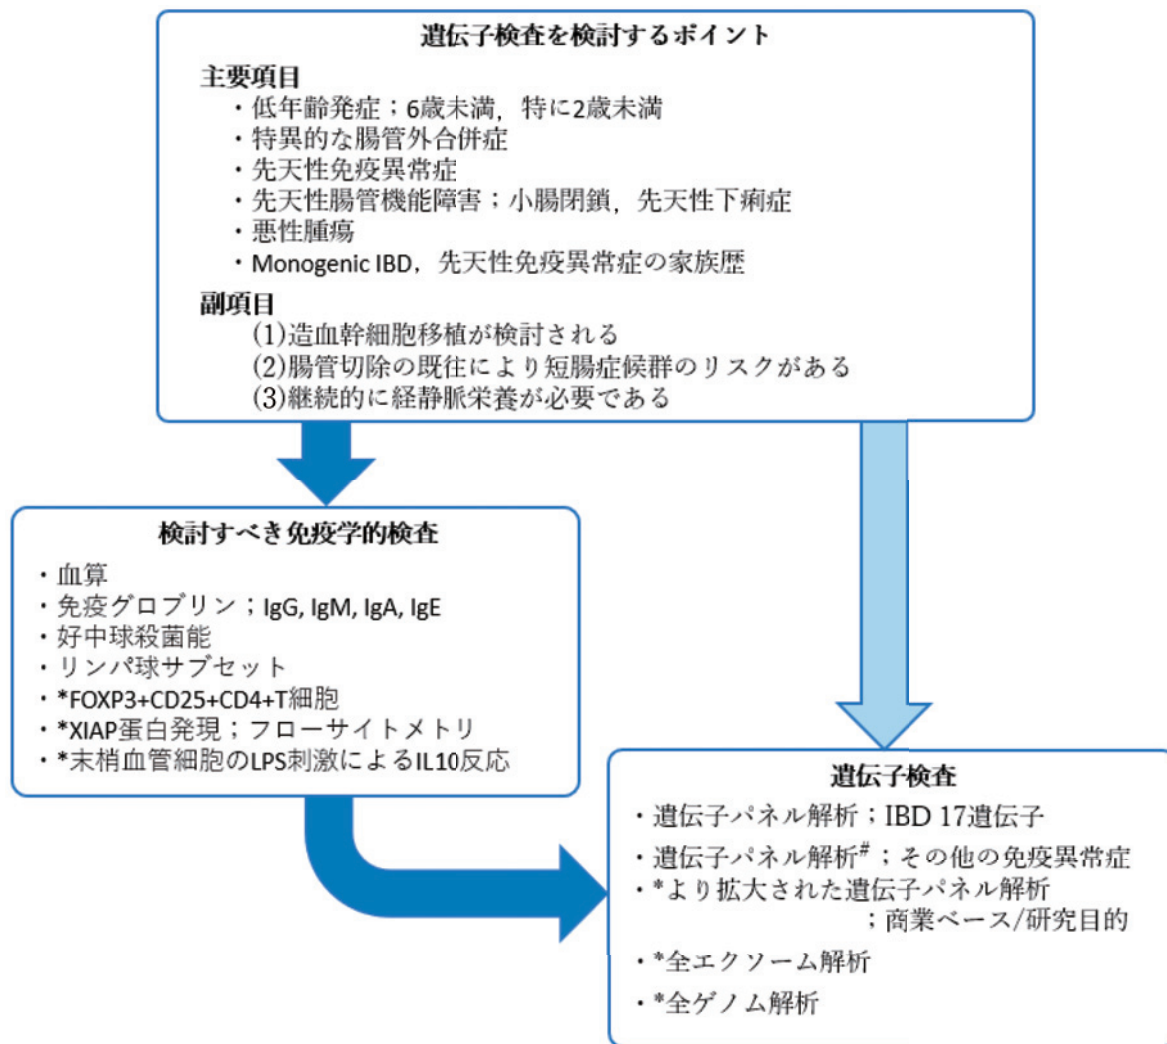 遺伝子検査を検討するポイント
主要項目
・低年齢発症；6歳未満，特に2歳未満
・特異的な腸管外合併症
・先天性免疫異常症
・先天性腸管機能障害；小腸閉鎖，先天性下痢症
・悪性腫瘍
・Monogenic IBD，先天性免疫異常症の家族歴
副項目
(1)造血幹細胞移植が検討される
(2)腸管切除の既往により短腸症候群のリスクがある
(3)継続的に経静脈栄養が必要である
検討すべき免疫学的検査
・血算
・免疫グロブリン；IgG, IgM, IgA, IgE
・好中球殺菌能
・リンパ球サブセット
・*FOXP3+CD25+CD4+T細胞
・*XIAP蛋白発現；フローサイトメトリ
・*末梢血管細胞のLPS刺激によるIL10反応
遺伝子検査
・遺伝子パネル解析；IBD 17遺伝子
・遺伝子パネル解析#；その他の免疫異常症
・*より拡大された遺伝子パネル解析
；商業ベース/研究目的
・*全エクソーム解析
・*全ゲノム解析